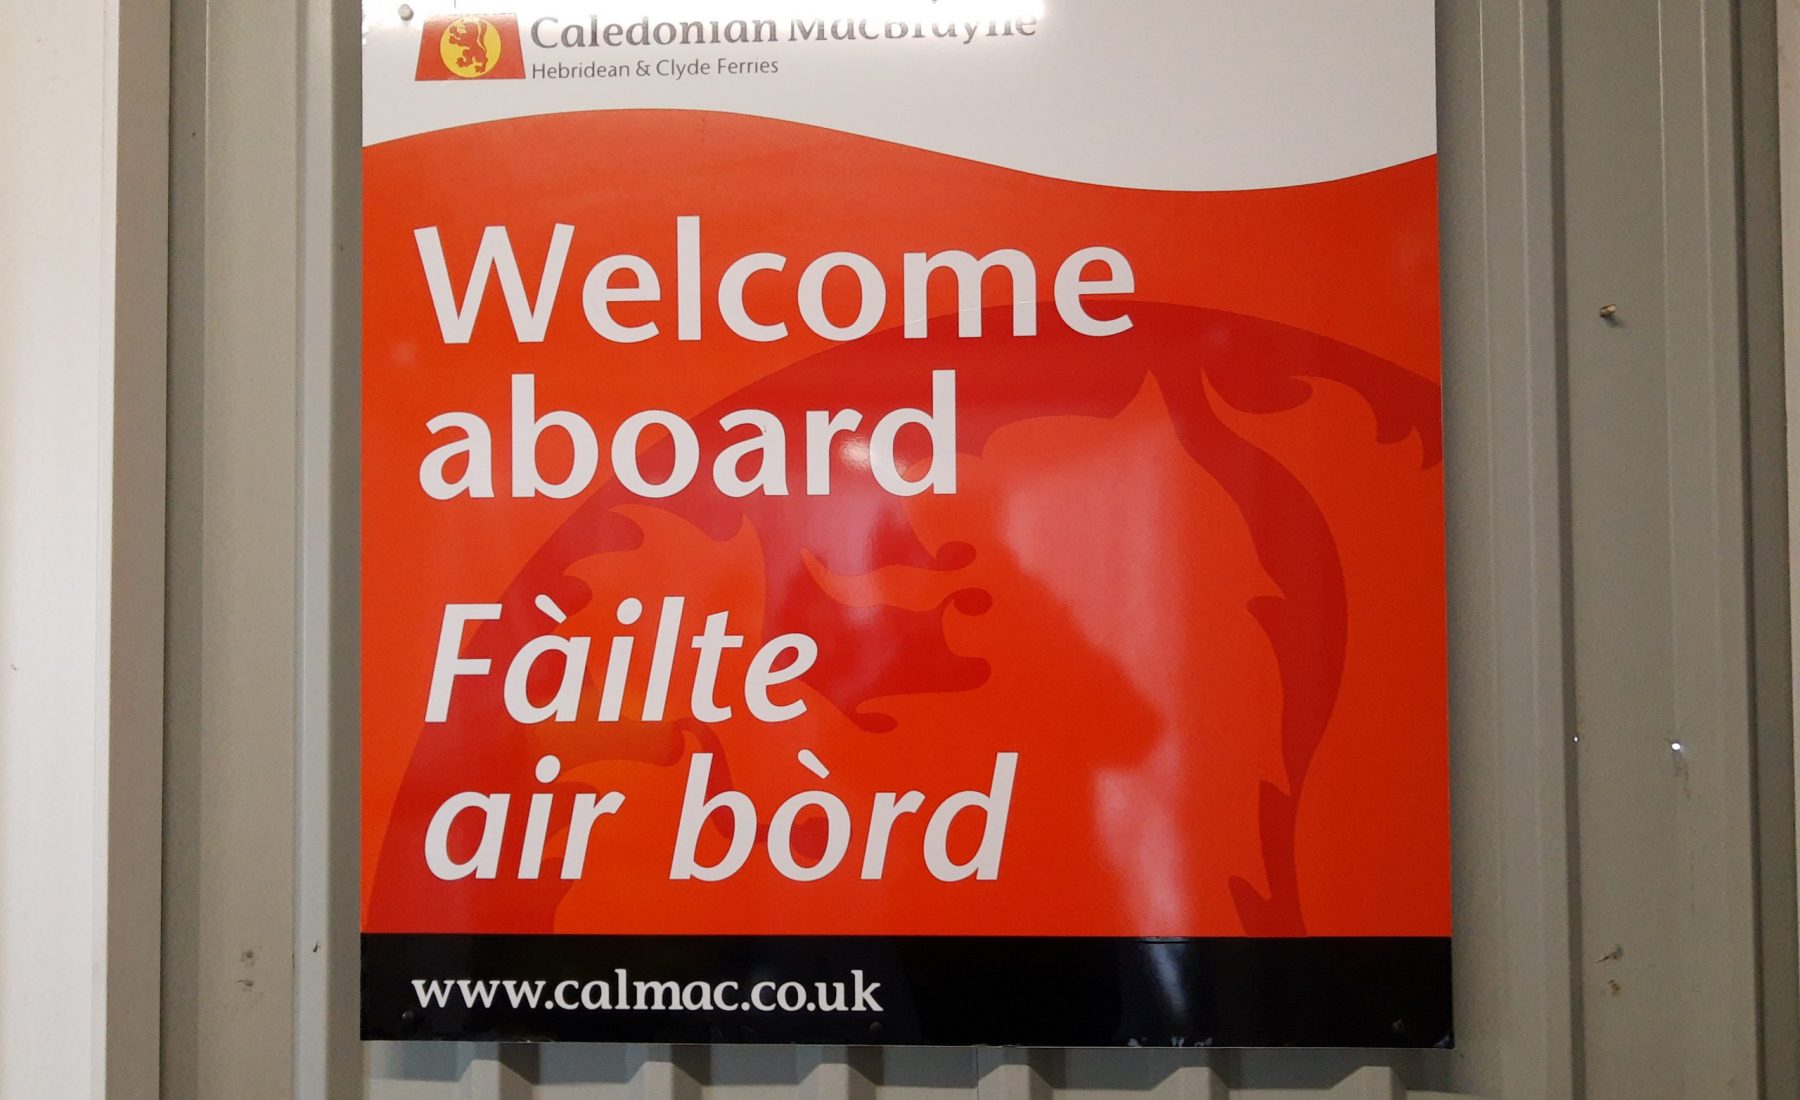 Caledonian MacBrayne
Hebridean & Clyde Ferries
Welcome
aboard
Fàilte
air bòrd
www.calmac.co.uk